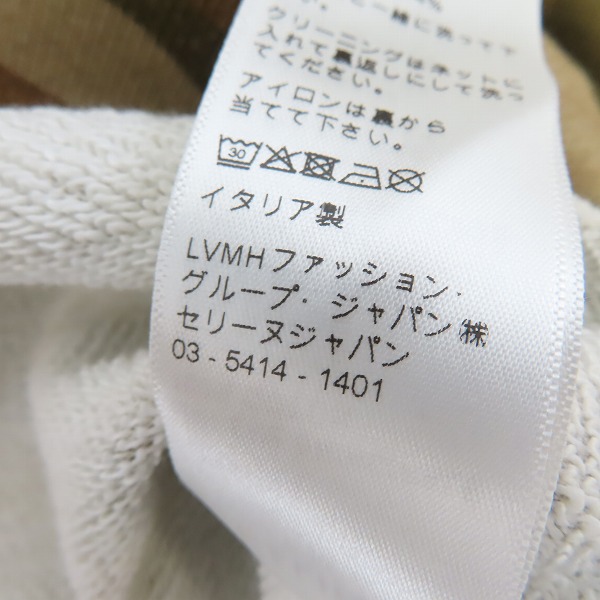 クリーニングはネットに
入れて裏返しにして洗っ
てください。
アイロンは裏から
当てて下さい。
30
イタリア製
LVMHファッション・
グループ・ジャパン㈱
セリーヌジャパン
03 - 5414 - 1401